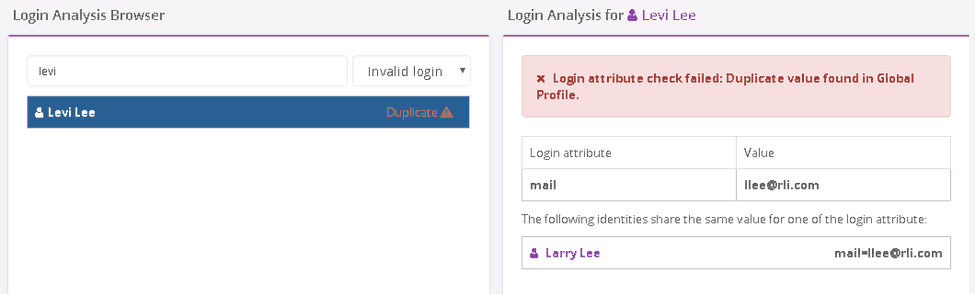 Login Analysis Browser
levi
Invalid login
Levi Lee
Duplicate
Login Analysis for Levi Lee
Login attribute check failed: Duplicate value found in Global
Profile.
Login attribute Value
mail llee@rli.com
The following identities share the same value for one of the login attribute:
Larry Lee mail=llee@rli.com